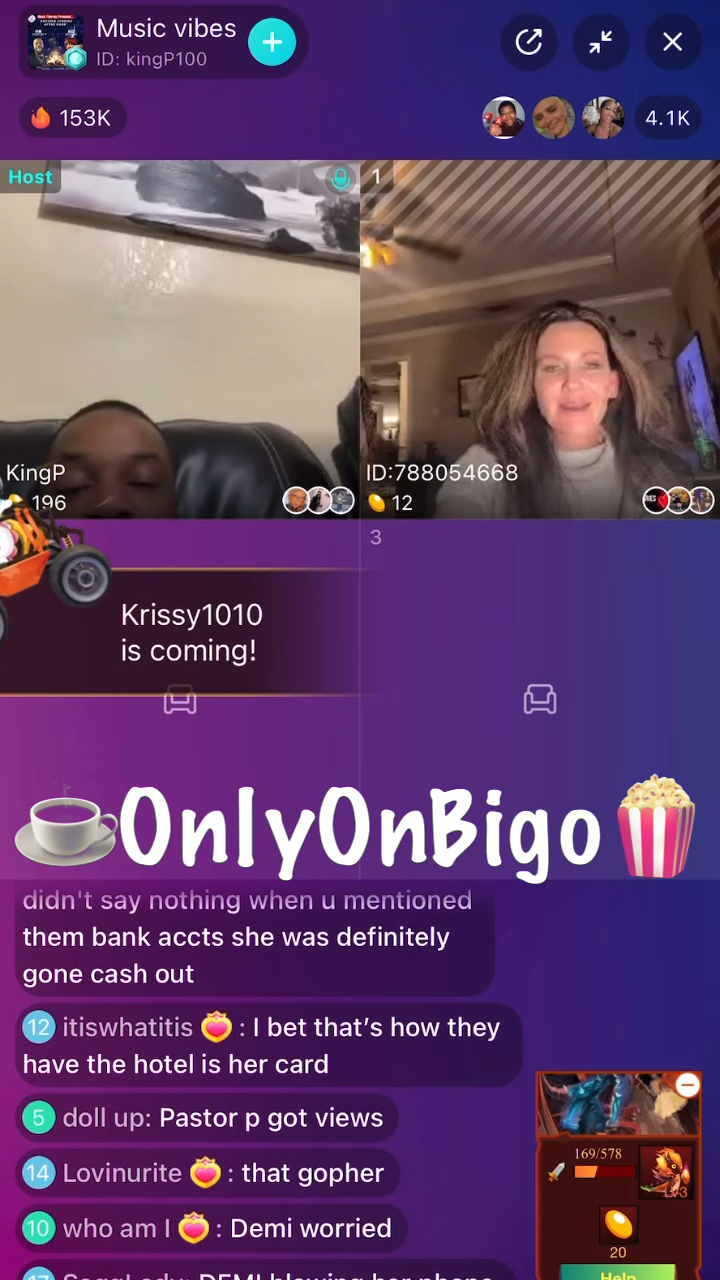 Music vibes
ID: kingP100
153K
4.1K
Host
1
KingP
196
ID:788054668
12
3
Krissy1010
is coming!
OnlyOnBigo
didn't say nothing when u mentioned
them bank accts she was definitely
gone cash out
12 itiswhatitis : I bet that's how they
have the hotel is her card
5 doll up: Pastor p got views
14 Lovinurite : that gopher
10 who am I : Demi worried
169/578
20
Help